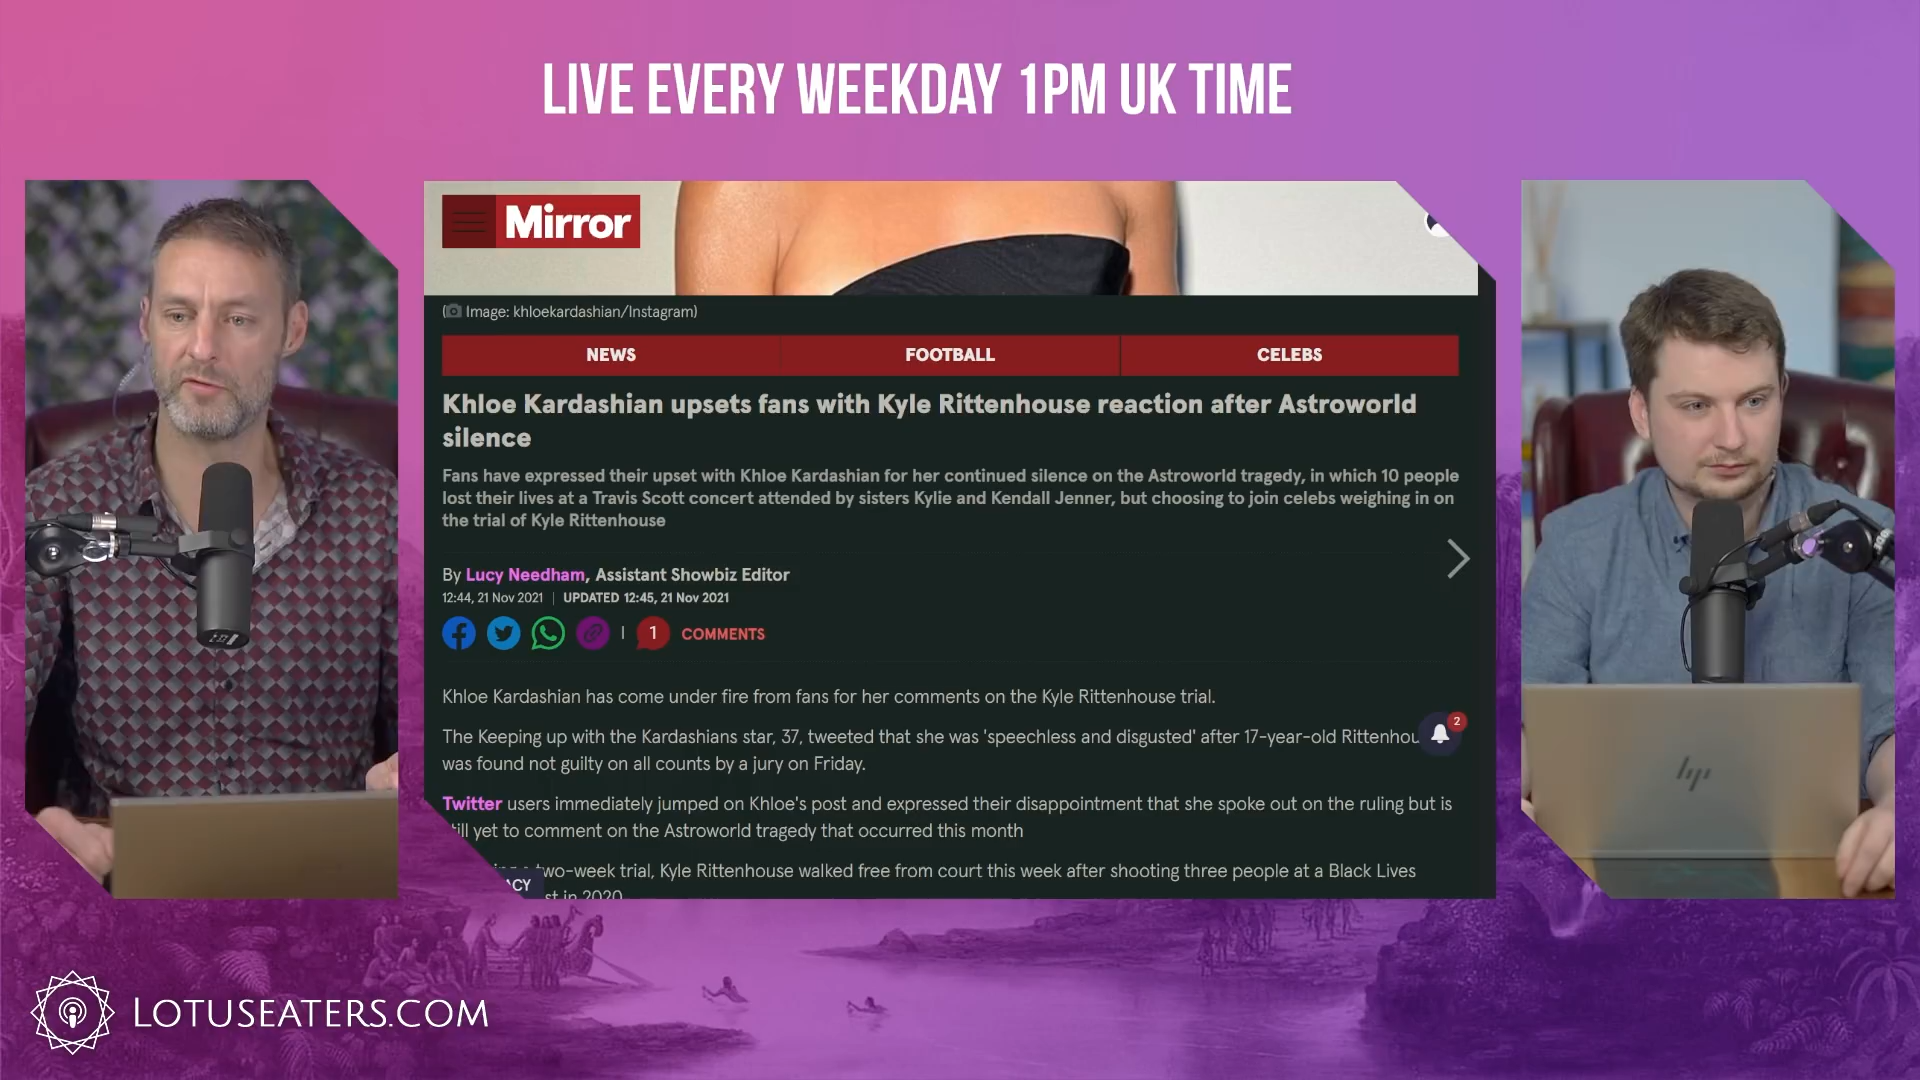 LIVE EVERY WEEKDAY 1PM UK TIME
Mirror
(Image: khloekardashian/Instagram)
NEWS FOOTBALL CELEBS
Khloe Kardashian upsets fans with Kyle Rittenhouse reaction after Astroworld
silence
Fans have expressed their upset with Khloe Kardashian for her continued silence on the Astroworld tragedy, in which 10 people
lost their lives at a Travis Scott concert attended by sisters Kylie and Kendall Jenner, but choosing to join celebs weighing in on
the trial of Kyle Rittenhouse
By Lucy Needham, Assistant Showbiz Editor
12:44, 21 Nov 2021 | UPDATED 12:45, 21 Nov 2021
1 COMMENTS
Khloe Kardashian has come under fire from fans for her comments on the Kyle Rittenhouse trial.
2
The Keeping up with the Kardashians star, 37, tweeted that she was 'speechless and disgusted' after 17-year-old Rittenhou
was found not guilty on all counts by a jury on Friday.
Twitter users immediately jumped on Khloe's post and expressed their disappointment that she spoke out on the ruling but is
till yet to comment on the Astroworld tragedy that occurred this month
two-week trial, Kyle Rittenhouse walked free from court this week after shooting three people at a Black Lives
ACY
st in 2020
hp
LOTUSEATERS.COM